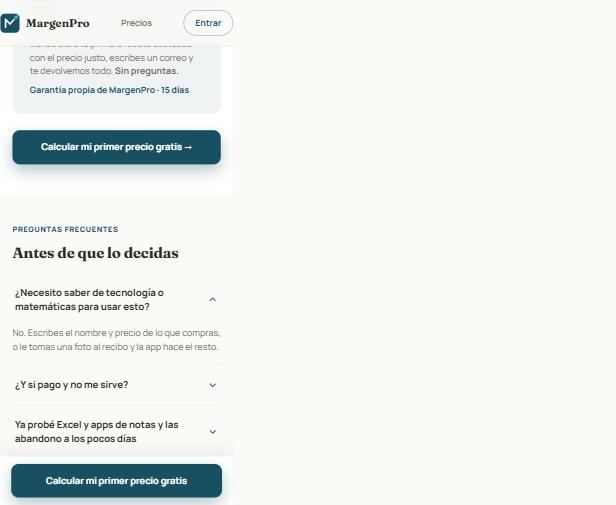 MargenPro
Precios
Entrar
con el precio justo, escribes un correo y
te devolvemos todo. Sin preguntas.
Garantía propia de MargenPro · 15 días
Calcular mi primer precio gratis →
PREGUNTAS FRECUENTES
Antes de que lo decidas
¿Necesito saber de tecnología o
matemáticas para usar esto?
No. Escribes el nombre y precio de lo que compras,
o le tomas una foto al recibo y la app hace el resto.
¿Y si pago y no me sirve?
Ya probé Excel y apps de notas y las
abandono a los pocos días
Calcular mi primer precio gratis